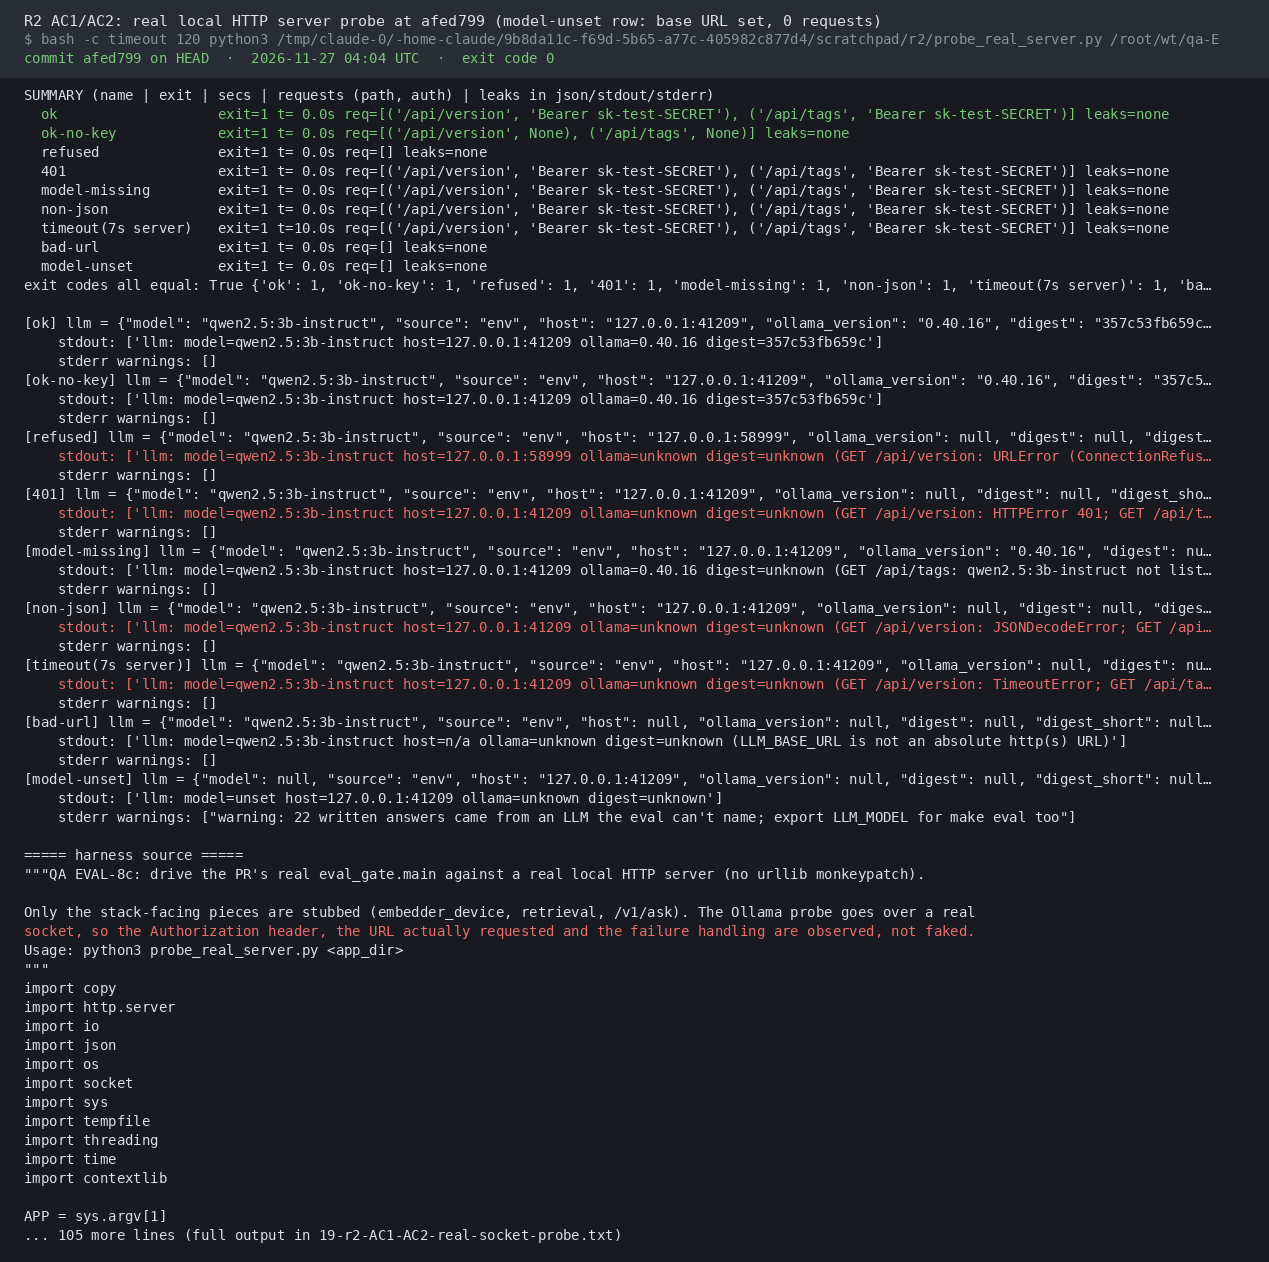 R2 AC1/AC2: real local HTTP server probe at afed799 (model-unset row: base URL set, 0 requests)
$ bash -c timeout 120 python3 /tmp/claude-0/-home-claude/9b8da11c-f69d-5b65-a77c-405982c877d4/scratchpad/r2/probe_real_server.py /root/wt/qa-E
commit afed799 on HEAD  ·  2026-11-27 04:04 UTC  ·  exit code 0
SUMMARY (name | exit | secs | requests (path, auth) | leaks in json/stdout/stderr)
  ok                   exit=1 t= 0.0s req=[('/api/version', 'Bearer sk-test-SECRET'), ('/api/tags', 'Bearer sk-test-SECRET')] leaks=none
  ok-no-key            exit=1 t= 0.0s req=[('/api/version', None), ('/api/tags', None)] leaks=none
  refused              exit=1 t= 0.0s req=[] leaks=none
  401                  exit=1 t= 0.0s req=[('/api/version', 'Bearer sk-test-SECRET'), ('/api/tags', 'Bearer sk-test-SECRET')] leaks=none
  model-missing        exit=1 t= 0.0s req=[('/api/version', 'Bearer sk-test-SECRET'), ('/api/tags', 'Bearer sk-test-SECRET')] leaks=none
  non-json             exit=1 t= 0.0s req=[('/api/version', 'Bearer sk-test-SECRET'), ('/api/tags', 'Bearer sk-test-SECRET')] leaks=none
  timeout(7s server)   exit=1 t=10.0s req=[('/api/version', 'Bearer sk-test-SECRET'), ('/api/tags', 'Bearer sk-test-SECRET')] leaks=none
  bad-url              exit=1 t= 0.0s req=[] leaks=none
  model-unset          exit=1 t= 0.0s req=[] leaks=none
exit codes all equal: True {'ok': 1, 'ok-no-key': 1, 'refused': 1, '401': 1, 'model-missing': 1, 'non-json': 1, 'timeout(7s server)': 1, 'ba…
[ok] llm = {"model": "qwen2.5:3b-instruct", "source": "env", "host": "127.0.0.1:41209", "ollama_version": "0.40.16", "digest": "357c53fb659c…
    stdout: ['llm: model=qwen2.5:3b-instruct host=127.0.0.1:41209 ollama=0.40.16 digest=357c53fb659c']
    stderr warnings: []
[ok-no-key] llm = {"model": "qwen2.5:3b-instruct", "source": "env", "host": "127.0.0.1:41209", "ollama_version": "0.40.16", "digest": "357c5…
    stdout: ['llm: model=qwen2.5:3b-instruct host=127.0.0.1:41209 ollama=0.40.16 digest=357c53fb659c']
    stderr warnings: []
[refused] llm = {"model": "qwen2.5:3b-instruct", "source": "env", "host": "127.0.0.1:58999", "ollama_version": null, "digest": null, "digest…
    stdout: ['llm: model=qwen2.5:3b-instruct host=127.0.0.1:58999 ollama=unknown digest=unknown (GET /api/version: URLError (ConnectionRefus…
    stderr warnings: []
[401] llm = {"model": "qwen2.5:3b-instruct", "source": "env", "host": "127.0.0.1:41209", "ollama_version": null, "digest": null, "digest_sho…
    stdout: ['llm: model=qwen2.5:3b-instruct host=127.0.0.1:41209 ollama=unknown digest=unknown (GET /api/version: HTTPError 401; GET /api/t…
    stderr warnings: []
[model-missing] llm = {"model": "qwen2.5:3b-instruct", "source": "env", "host": "127.0.0.1:41209", "ollama_version": "0.40.16", "digest": nu…
    stdout: ['llm: model=qwen2.5:3b-instruct host=127.0.0.1:41209 ollama=0.40.16 digest=unknown (GET /api/tags: qwen2.5:3b-instruct not list…
    stderr warnings: []
[non-json] llm = {"model": "qwen2.5:3b-instruct", "source": "env", "host": "127.0.0.1:41209", "ollama_version": null, "digest": null, "diges…
    stdout: ['llm: model=qwen2.5:3b-instruct host=127.0.0.1:41209 ollama=unknown digest=unknown (GET /api/version: JSONDecodeError; GET /api…
    stderr warnings: []
[timeout(7s server)] llm = {"model": "qwen2.5:3b-instruct", "source": "env", "host": "127.0.0.1:41209", "ollama_version": null, "digest": nu…
    stdout: ['llm: model=qwen2.5:3b-instruct host=127.0.0.1:41209 ollama=unknown digest=unknown (GET /api/version: TimeoutError; GET /api/ta…
    stderr warnings: []
[bad-url] llm = {"model": "qwen2.5:3b-instruct", "source": "env", "host": null, "ollama_version": null, "digest": null, "digest_short": null…
    stdout: ['llm: model=qwen2.5:3b-instruct host=n/a ollama=unknown digest=unknown (LLM_BASE_URL is not an absolute http(s) URL)']
    stderr warnings: []
[model-unset] llm = {"model": null, "source": "env", "host": "127.0.0.1:41209", "ollama_version": null, "digest": null, "digest_short": null…
    stdout: ['llm: model=unset host=127.0.0.1:41209 ollama=unknown digest=unknown']
    stderr warnings: ["warning: 22 written answers came from an LLM the eval can't name; export LLM_MODEL for make eval too"]
===== harness source =====
"""QA EVAL-8c: drive the PR's real eval_gate.main against a real local HTTP server (no urllib monkeypatch).
Only the stack-facing pieces are stubbed (embedder_device, retrieval, /v1/ask). The Ollama probe goes over a real
socket, so the Authorization header, the URL actually requested and the failure handling are observed, not faked.
Usage: python3 probe_real_server.py <app_dir>
"""
import copy
import http.server
import io
import json
import os
import socket
import sys
import tempfile
import threading
import time
import contextlib
APP = sys.argv[1]
... 105 more lines (full output in 19-r2-AC1-AC2-real-socket-probe.txt)